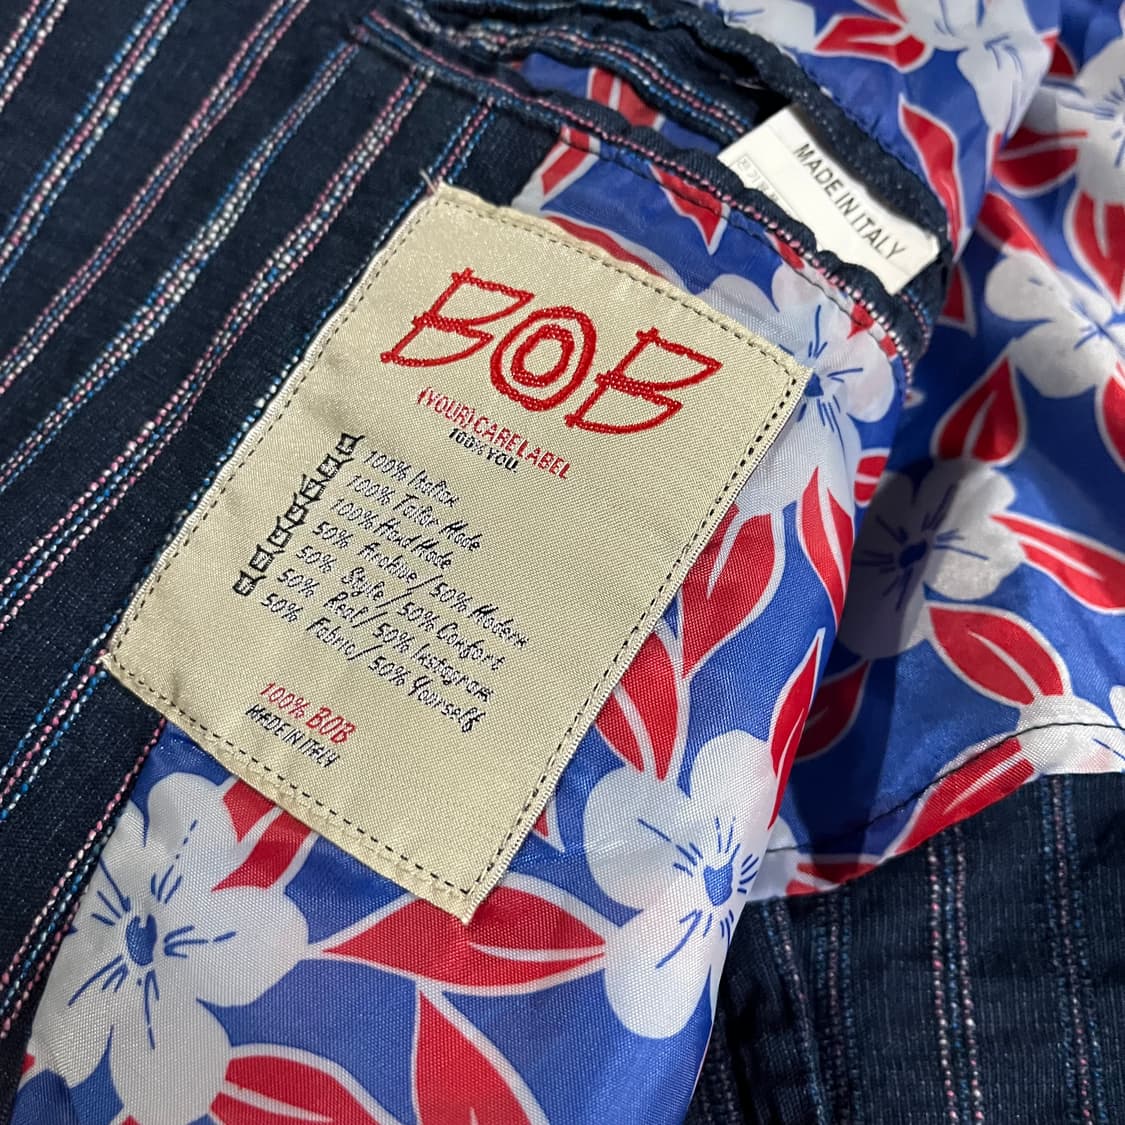 MADE IN ITALY
BOB
(YOUR) CARE LABEL
100% YOU.
100% Italian
100% Tailor Made
100% Hand Made
50% Archive / 50% Modern
50% Style / 50% Comfort
50% Real / 50% Instagram
50% Fabric / 50% Yourself
100% BOB
MADE IN ITALY